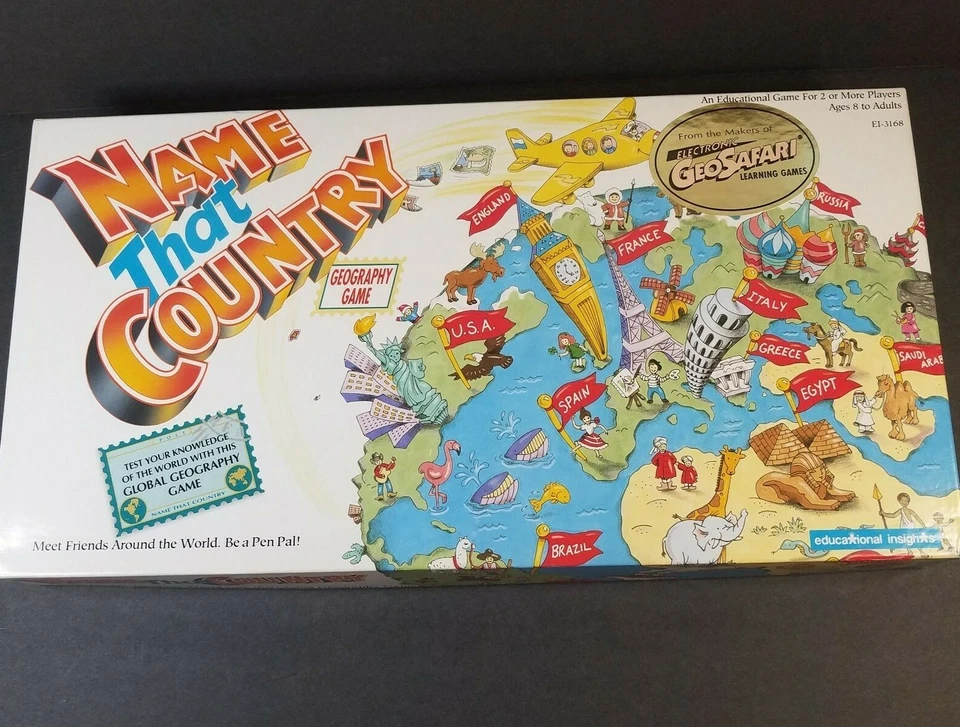 NAME
That
COUNTRY
GEOGRAPHY
GAME
An Educational Game For 2 or More Players
Ages 8 to Adults
EI-3168
From the Makers of
ELECTRONIC
GEOSAFARI®
LEARNING GAMES
ENGLAND
FRANCE
RUSSIA
ITALY
U.S.A.
GREECE
SAUDI
ARAB
EGYPT
SPAIN
BRAZIL
TEST YOUR KNOWLEDGE
OF THE WORLD WITH THIS
GLOBAL GEOGRAPHY
GAME
NAME THAT COUNTRY
Meet Friends Around the World. Be a Pen Pal!
educational insights